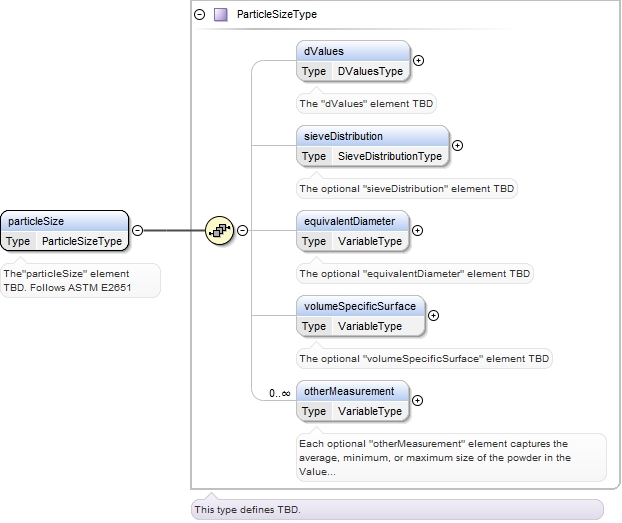 ParticleSizeType
dValues
Type DValuesType
The "dValues" element TBD
sieveDistribution
Type SieveDistributionType
The optional "sieveDistribution" element TBD
particleSize
Type ParticleSizeType
The"particleSize" element
TBD. Follows ASTM E2651
equivalentDiameter
Type VariableType
The optional "equivalentDiameter" element TBD
volumeSpecificSurface
Type VariableType
The optional "volumeSpecificSurface" element TBD
0..∞
otherMeasurement
Type VariableType
Each optional "otherMeasurement" element captures the
average, minimum, or maximum size of the powder in the
Value...
This type defines TBD.